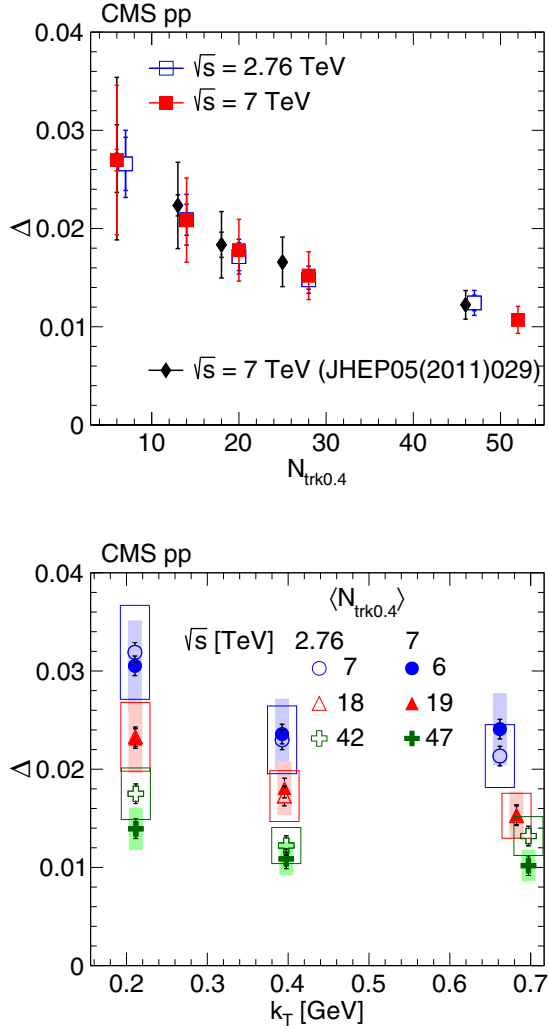 CMS pp
0.04
√s = 2.76 TeV
√s = 7 TeV
0.03
Δ
0.02
0.01
√s = 7 TeV (JHEP05(2011)029)
0
10 20 30 40 50
N_trk0.4
CMS pp
0.04
⟨N_trk0.4⟩
√s [TeV] 2.76 7
7 6
0.03
18 19
42 47
Δ
0.02
0.01
0
0.2 0.3 0.4 0.5 0.6 0.7
k_T [GeV]